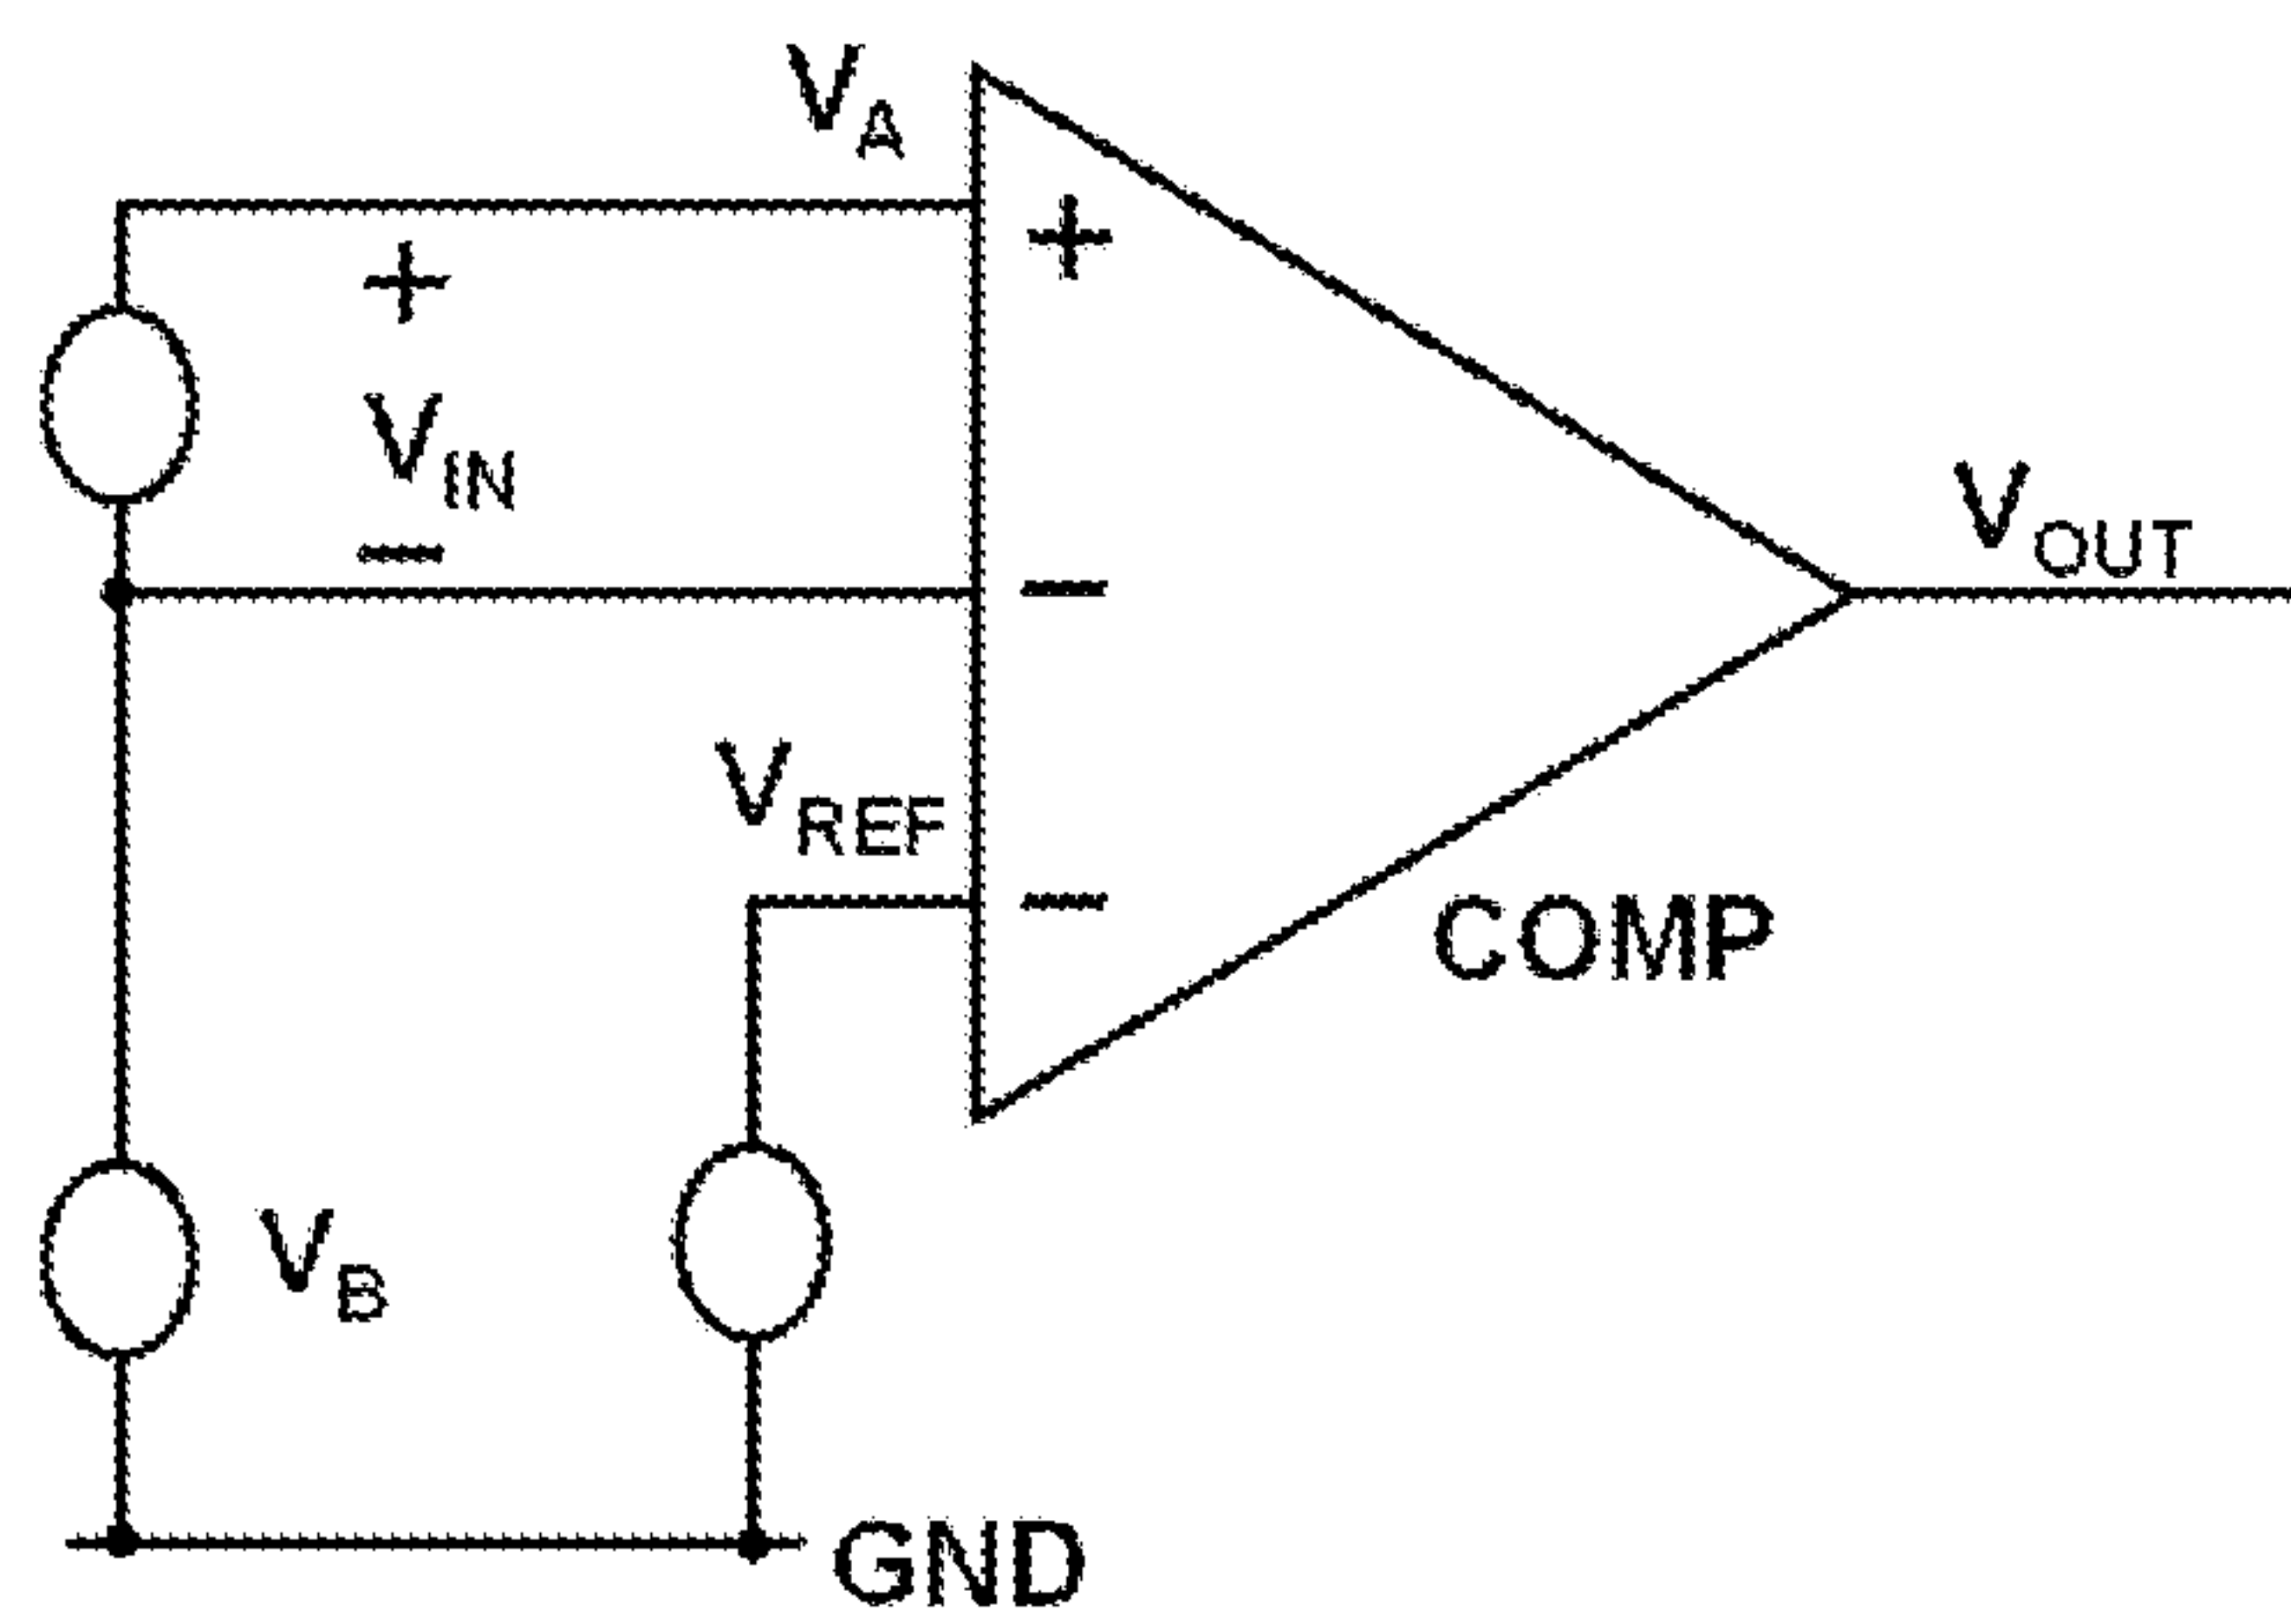 VA
+
+
VIN
−
−
VOUT
VREF
−
COMP
VB
GND